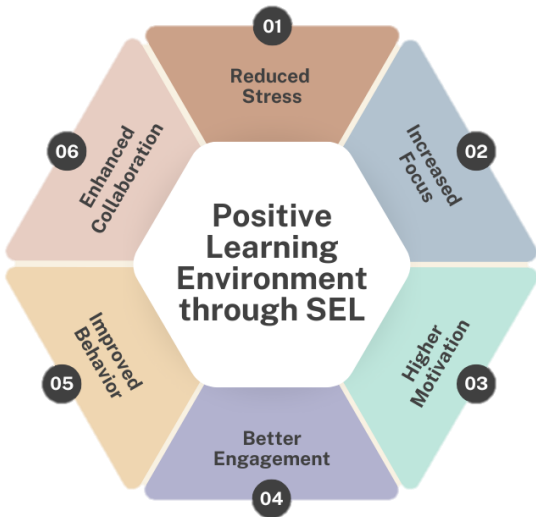 01
Reduced
Stress
02
Increased
Focus
03
Higher
Motivation
04
Better
Engagement
05
Improved
Behavior
06
Enhanced
Collaboration
Positive
Learning
Environment
through SEL